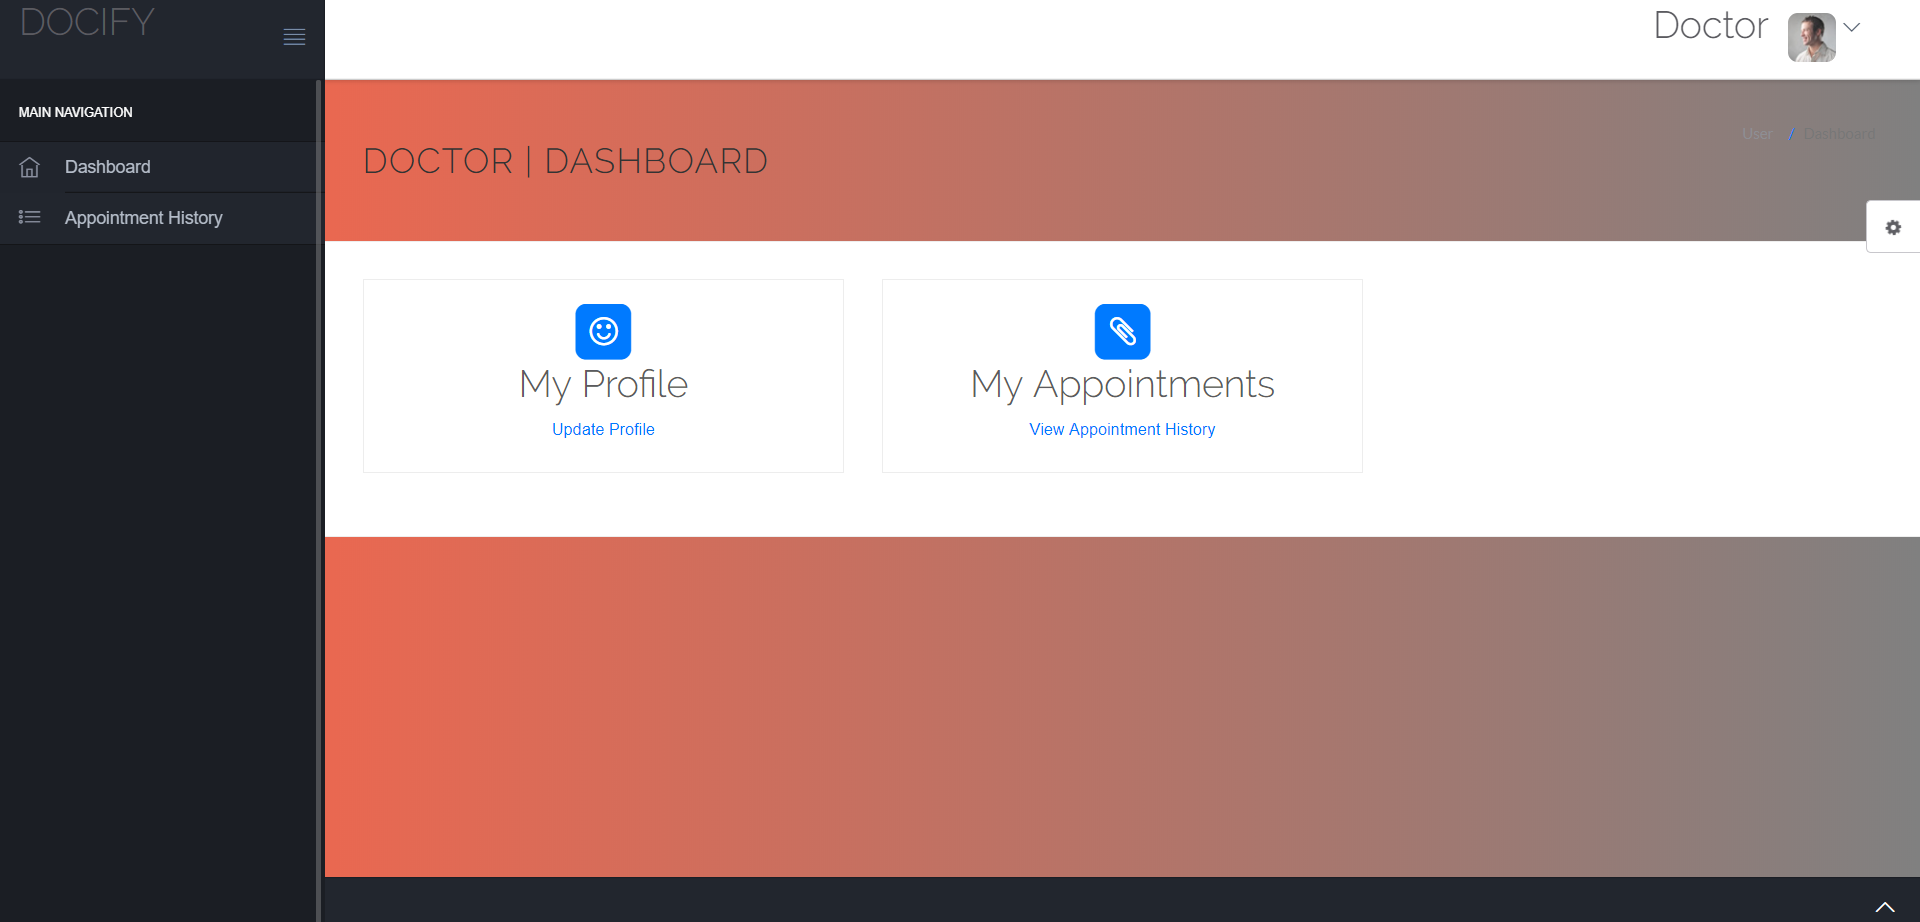 DOCIFY
Doctor
MAIN NAVIGATION
Dashboard
Appointment History
DOCTOR | DASHBOARD
User / Dashboard
My Profile
Update Profile
My Appointments
View Appointment History